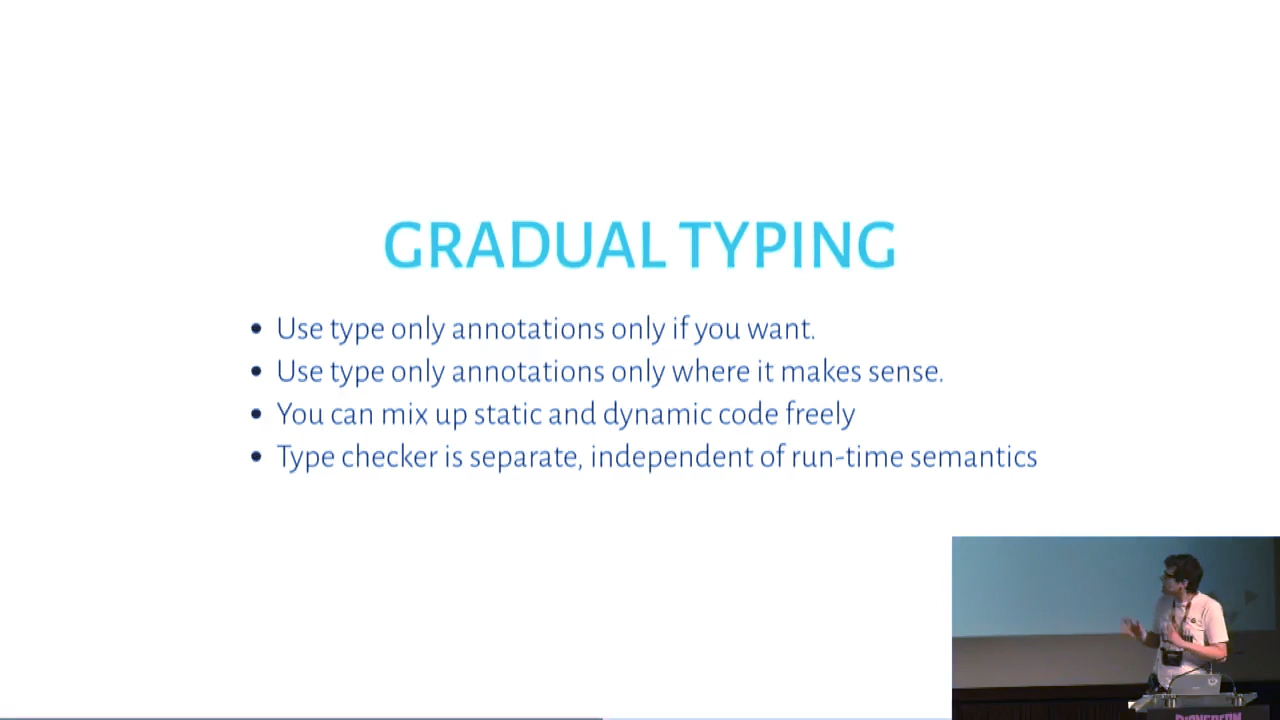 GRADUAL TYPING
Use type only annotations only if you want.
Use type only annotations only where it makes sense.
You can mix up static and dynamic code freely
Type checker is separate, independent of run-time semantics